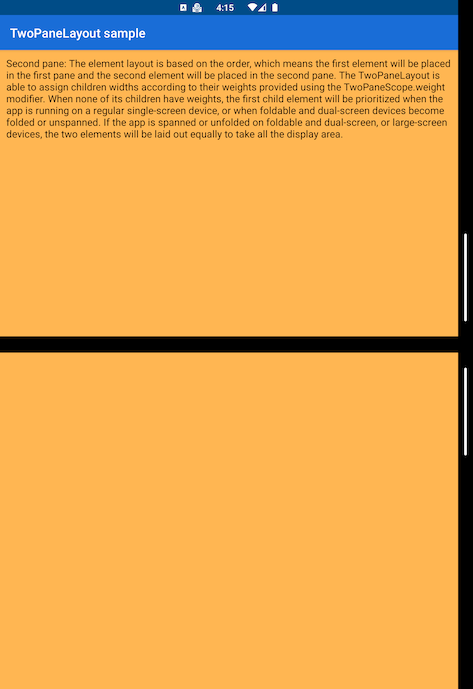 4:15
TwoPaneLayout sample
Second pane: The element layout is based on the order, which means the first element will be placed
in the first pane and the second element will be placed in the second pane. The TwoPaneLayout is
able to assign children widths according to their weights provided using the TwoPaneScope.weight
modifier. When none of its children have weights, the first child element will be prioritized when the
app is running on a regular single-screen device, or when foldable and dual-screen devices become
folded or unspanned. If the app is spanned or unfolded on foldable and dual-screen, or large-screen
devices, the two elements will be laid out equally to take all the display area.